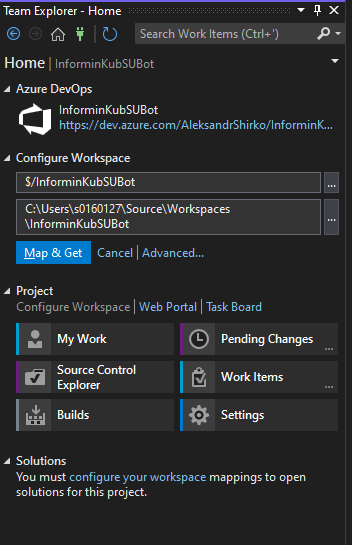 Team Explorer - Home
Search Work Items (Ctrl+')
Home | InforminKubSUBot
Azure DevOps
InforminKubSUBot
https://dev.azure.com/AleksandrShirko/InforminK...
Configure Workspace
$/InforminKubSUBot
...
C:\Users\s0160127\Source\Workspaces
\InforminKubSUBot
...
Map & Get Cancel | Advanced...
Project
Configure Workspace | Web Portal | Task Board
My Work
Pending Changes
...
Source Control
Explorer
Work Items
...
Builds
Settings
Solutions
You must configure your workspace mappings to open
solutions for this project.